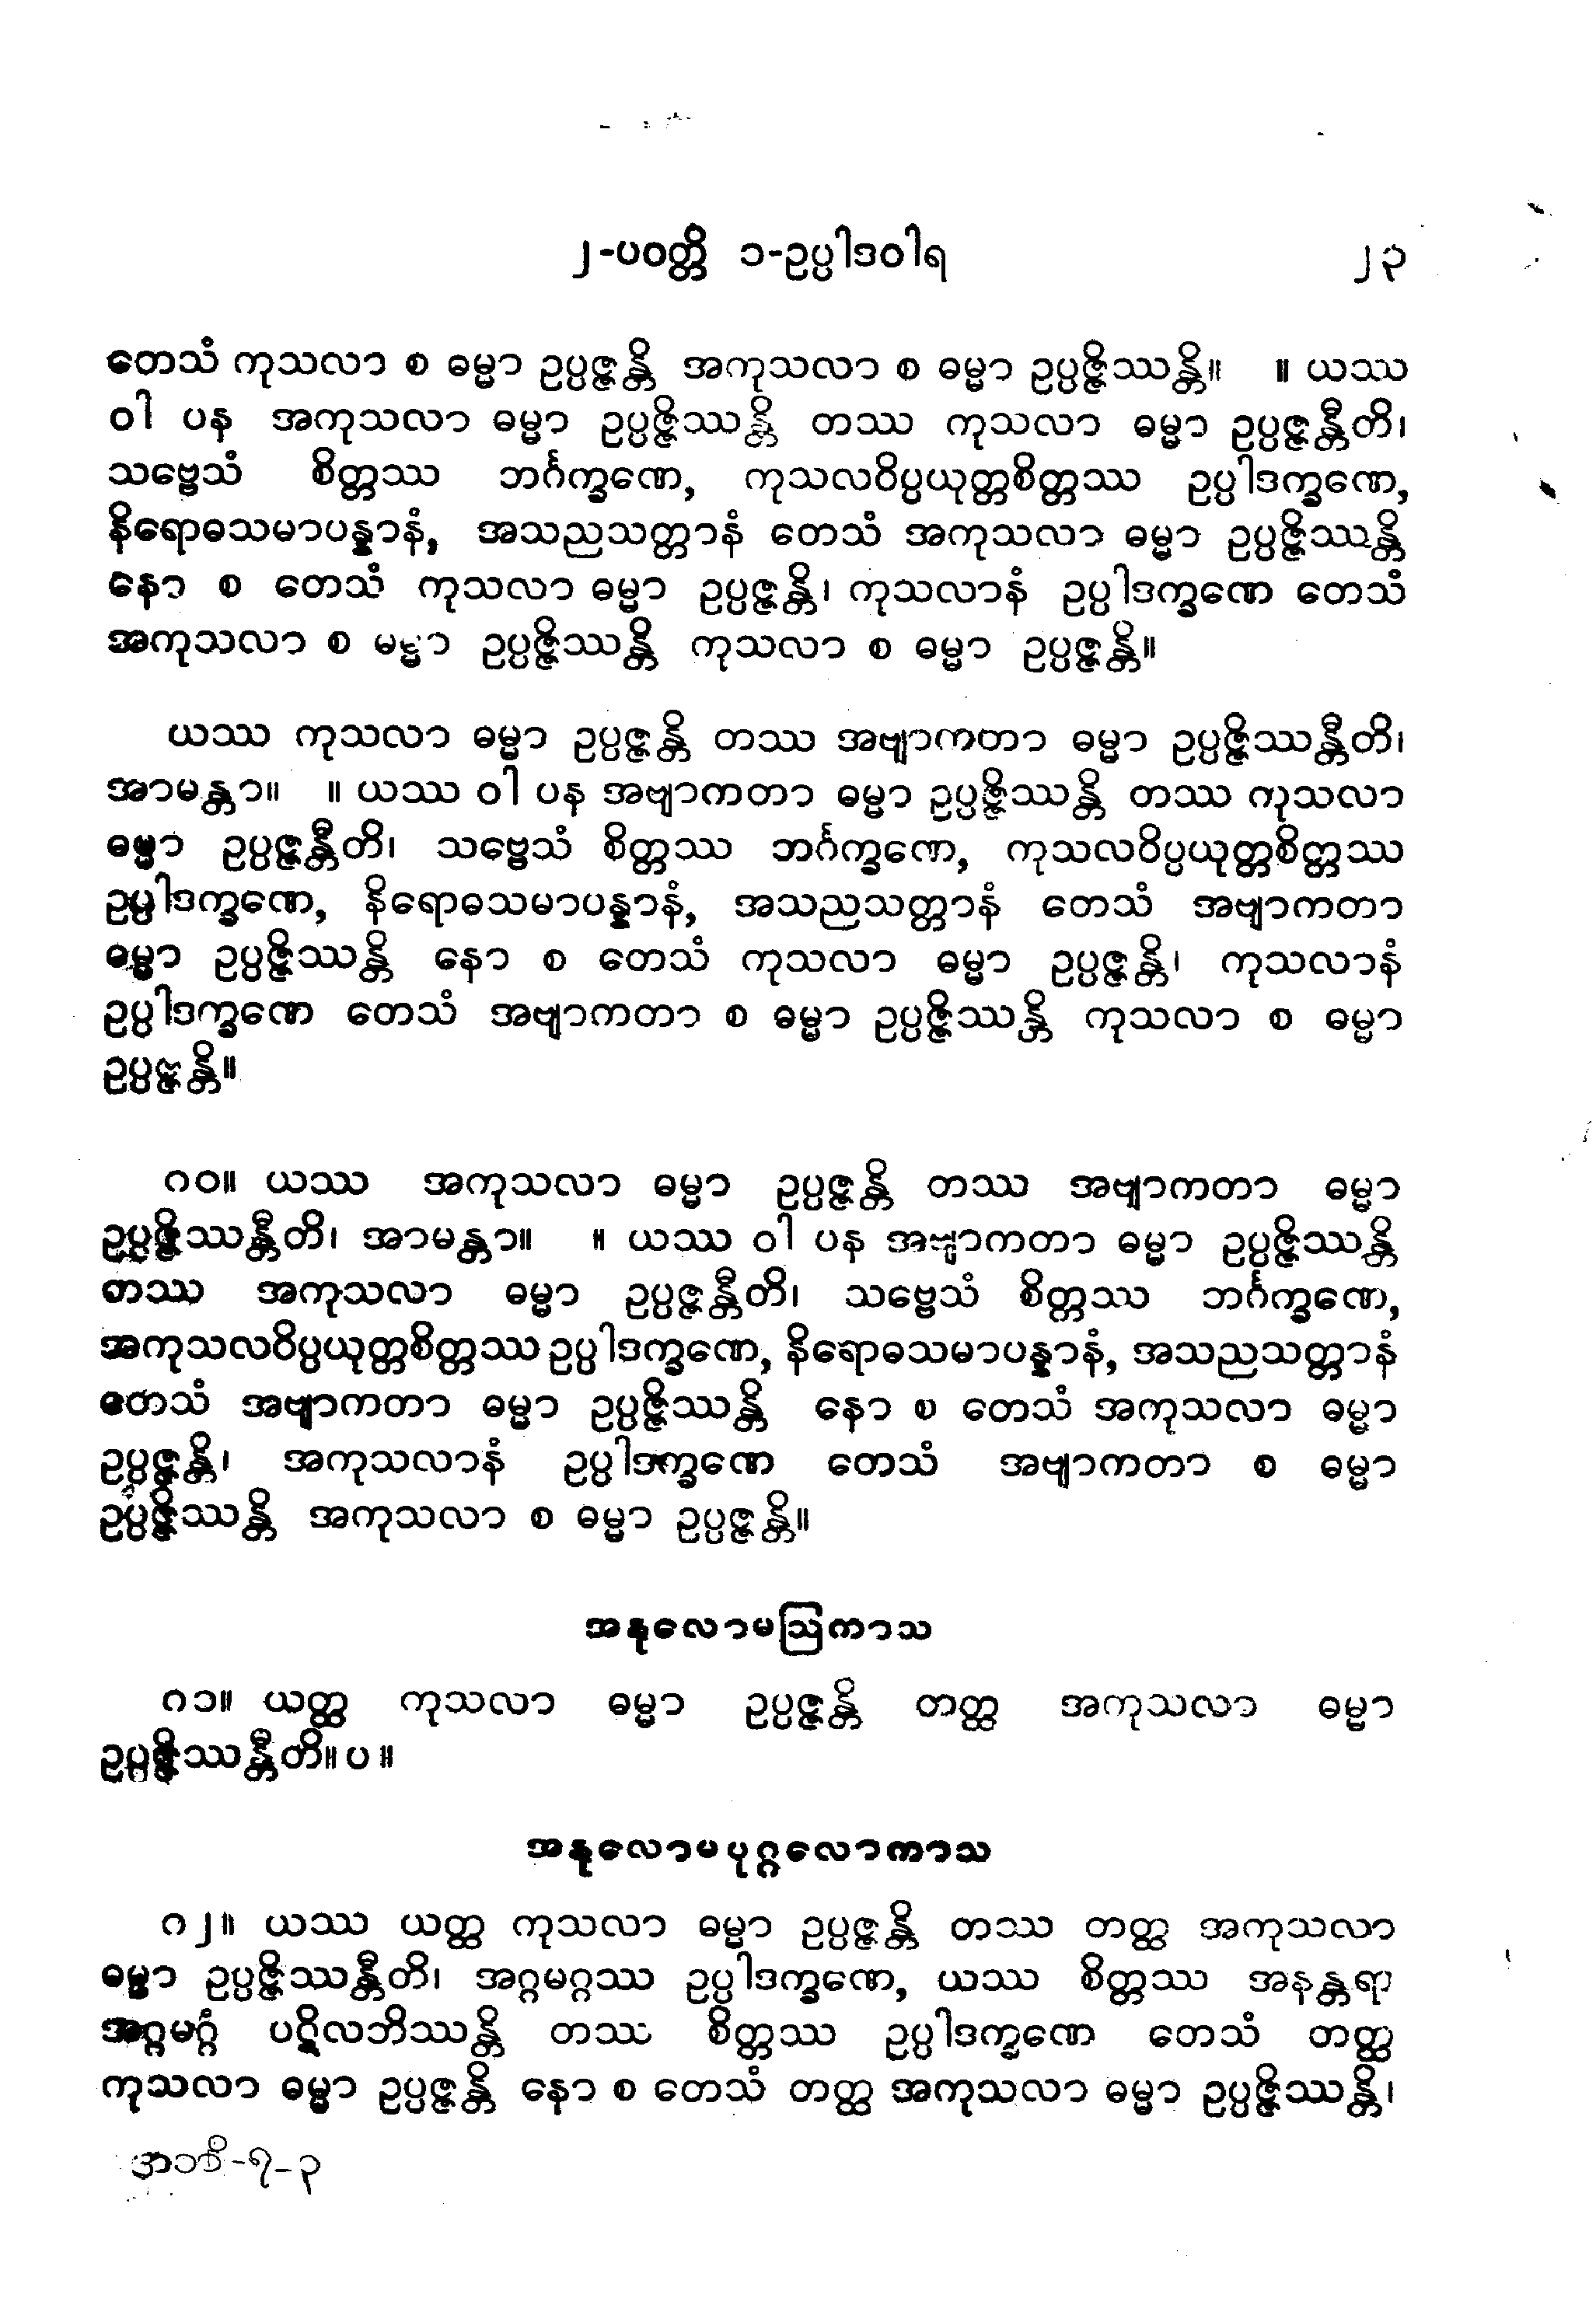 ၂-ပဝတ္တိ ၁-ဥပ္ပါဒဝါရ ၂၃
တေသံ ကုသလာ စ ဓမ္မာ ဥပ္ပဇ္ဇန္တိ အကုသလာ စ ဓမ္မာ ဥပ္ပဇ္ဇိဿန္တိ။ ။ ယဿ
ဝါ ပန အကုသလာ ဓမ္မာ ဥပ္ပဇ္ဇိဿန္တိ တဿ ကုသလာ ဓမ္မာ ဥပ္ပဇ္ဇန္တီတိ၊
သဗ္ဗေသံ စိတ္တဿ ဘင်္ဂက္ခဏေ, ကုသလဝိပ္ပယုတ္တစိတ္တဿ ဥပ္ပါဒက္ခဏေ,
နိရောဓသမာပန္နာနံ, အသညသတ္တာနံ တေသံ အကုသလာ ဓမ္မာ ဥပ္ပဇ္ဇိဿန္တိ
နော စ တေသံ ကုသလာ ဓမ္မာ ဥပ္ပဇ္ဇန္တိ၊ ကုသလာနံ ဥပ္ပါဒက္ခဏေ တေသံ
အကုသလာ စ ဓမ္မာ ဥပ္ပဇ္ဇိဿန္တိ ကုသလာ စ ဓမ္မာ ဥပ္ပဇ္ဇန္တိ။
ယဿ ကုသလာ ဓမ္မာ ဥပ္ပဇ္ဇန္တိ တဿ အဗျာကတာ ဓမ္မာ ဥပ္ပဇ္ဇိဿန္တီတိ၊
အာမန္တာ။ ။ ယဿ ဝါ ပန အဗျာကတာ ဓမ္မာ ဥပ္ပဇ္ဇိဿန္တိ တဿ ကုသလာ
ဓမ္မာ ဥပ္ပဇ္ဇန္တီတိ၊ သဗ္ဗေသံ စိတ္တဿ ဘင်္ဂက္ခဏေ, ကုသလဝိပ္ပယုတ္တစိတ္တဿ
ဥပ္ပါဒက္ခဏေ, နိရောဓသမာပန္နာနံ, အသညသတ္တာနံ တေသံ အဗျာကတာ
ဓမ္မာ ဥပ္ပဇ္ဇိဿန္တိ နော စ တေသံ ကုသလာ ဓမ္မာ ဥပ္ပဇ္ဇန္တိ၊ ကုသလာနံ
ဥပ္ပါဒက္ခဏေ တေသံ အဗျာကတာ စ ဓမ္မာ ဥပ္ပဇ္ဇိဿန္တိ ကုသလာ စ ဓမ္မာ
ဥပ္ပဇ္ဇန္တိ။
၈၀။ ယဿ အကုသလာ ဓမ္မာ ဥပ္ပဇ္ဇန္တိ တဿ အဗျာကတာ ဓမ္မာ
ဥပ္ပဇ္ဇိဿန္တီတိ၊ အာမန္တာ။ ။ ယဿ ဝါ ပန အဗျာကတာ ဓမ္မာ ဥပ္ပဇ္ဇိဿန္တိ
တဿ အကုသလာ ဓမ္မာ ဥပ္ပဇ္ဇန္တီတိ၊ သဗ္ဗေသံ စိတ္တဿ ဘင်္ဂက္ခဏေ,
အကုသလဝိပ္ပယုတ္တစိတ္တဿ ဥပ္ပါဒက္ခဏေ, နိရောဓသမာပန္နာနံ, အသညသတ္တာနံ
တေသံ အဗျာကတာ ဓမ္မာ ဥပ္ပဇ္ဇိဿန္တိ နော စ တေသံ အကုသလာ ဓမ္မာ
ဥပ္ပဇ္ဇန္တိ၊ အကုသလာနံ ဥပ္ပါဒက္ခဏေ တေသံ အဗျာကတာ စ ဓမ္မာ
ဥပ္ပဇ္ဇိဿန္တိ အကုသလာ စ ဓမ္မာ ဥပ္ပဇ္ဇန္တိ။
အနုလောမဩကာသ
၈၁။ ယတ္ထ ကုသလာ ဓမ္မာ ဥပ္ပဇ္ဇန္တိ တတ္ထ အကုသလာ ဓမ္မာ
ဥပ္ပဇ္ဇိဿန္တီတိ။ပ။
အနုလောမပုဂ္ဂလောကာသ
၈၂။ ယဿ ယတ္ထ ကုသလာ ဓမ္မာ ဥပ္ပဇ္ဇန္တိ တဿ တတ္ထ အကုသလာ
ဓမ္မာ ဥပ္ပဇ္ဇိဿန္တီတိ၊ အဂ္ဂမဂ္ဂဿ ဥပ္ပါဒက္ခဏေ, ယဿ စိတ္တဿ အနန္တရာ
အဂ္ဂမဂ္ဂံ ပဋိလဘိဿန္တိ တဿ စိတ္တဿ ဥပ္ပါဒက္ခဏေ တေသံ တတ္ထ
ကုသလာ ဓမ္မာ ဥပ္ပဇ္ဇန္တိ နော စ တေသံ တတ္ထ အကုသလာ ဓမ္မာ ဥပ္ပဇ္ဇိဿန္တိ၊